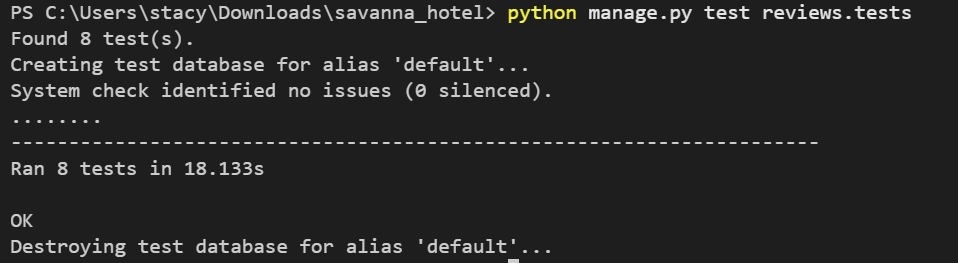 PS C:\Users\stacy\Downloads\savanna_hotel> python manage.py test reviews.tests
Found 8 test(s).
Creating test database for alias 'default'...
System check identified no issues (0 silenced).
........
----------------------------------------------------------------------
Ran 8 tests in 18.133s

OK
Destroying test database for alias 'default'...